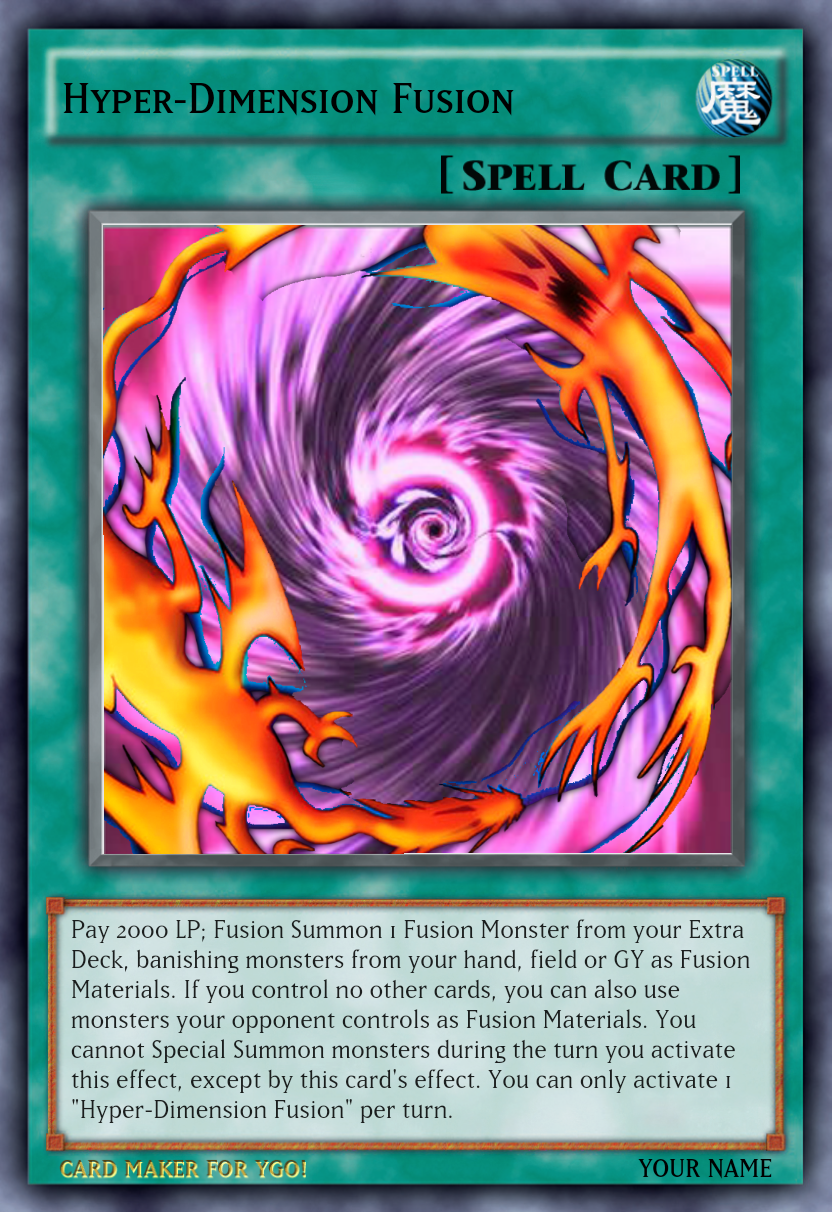 Hyper-Dimension Fusion
SPELL
魔
[Spell Card]
Pay 2000 LP; Fusion Summon 1 Fusion Monster from your Extra
Deck, banishing monsters from your hand, field or GY as Fusion
Materials. If you control no other cards, you can also use
monsters your opponent controls as Fusion Materials. You
cannot Special Summon monsters during the turn you activate
this effect, except by this card's effect. You can only activate 1
"Hyper-Dimension Fusion" per turn.
CARD MAKER FOR YGO!
YOUR NAME